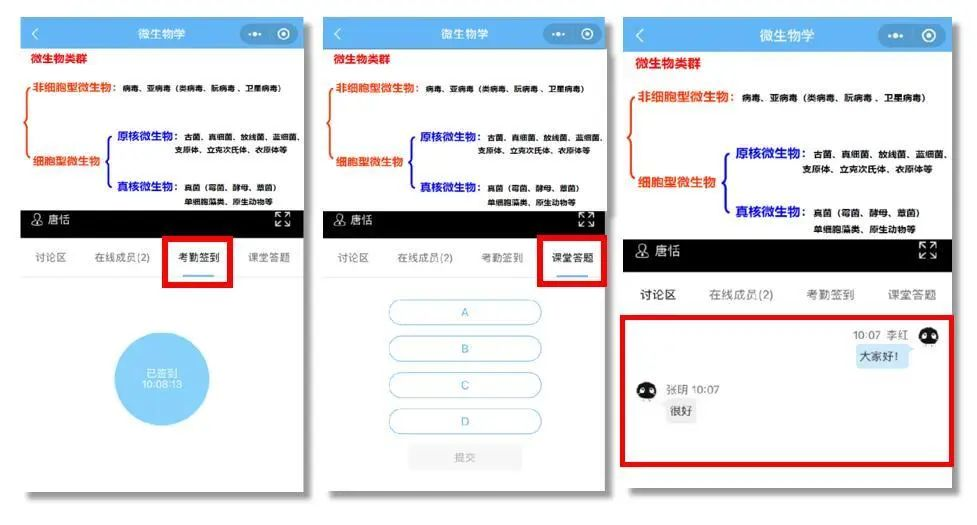 微生物学
微生物类群
非细胞型微生物：病毒、亚病毒（类病毒、朊病毒、卫星病毒）
细胞型微生物
原核微生物：古菌、真细菌、放线菌、蓝细菌、
支原体、立克次氏体、衣原体等
真核微生物：真菌（霉菌、酵母、蕈菌）
单细胞藻类、原生动物等
唐恬
讨论区 在线成员(2) 考勤签到 课堂答题
已签到
10:08:13
微生物学
微生物类群
非细胞型微生物：病毒、亚病毒（类病毒、朊病毒、卫星病毒）
细胞型微生物
原核微生物：古菌、真细菌、放线菌、蓝细菌、
支原体、立克次氏体、衣原体等
真核微生物：真菌（霉菌、酵母、蕈菌）
单细胞藻类、原生动物等
唐恬
讨论区 在线成员(2) 考勤签到 课堂答题
A
B
C
D
提交
微生物学
微生物类群
非细胞型微生物：病毒、亚病毒（类病毒、朊病毒、卫星病毒）
细胞型微生物
原核微生物：古菌、真细菌、放线菌、蓝细菌、
支原体、立克次氏体、衣原体等
真核微生物：真菌（霉菌、酵母、蕈菌）
单细胞藻类、原生动物等
唐恬
讨论区 在线成员(2) 考勤签到 课堂答题
10:07 李红
大家好！
张明 10:07
很好